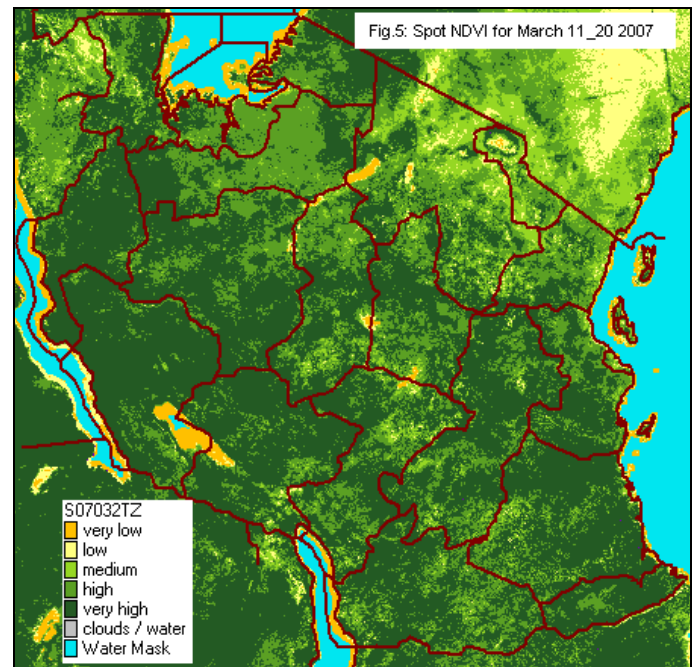 Fig.5: Spot NDVI for March 11_20 2007
S07032TZ
very low
low
medium
high
very high
clouds / water
Water Mask